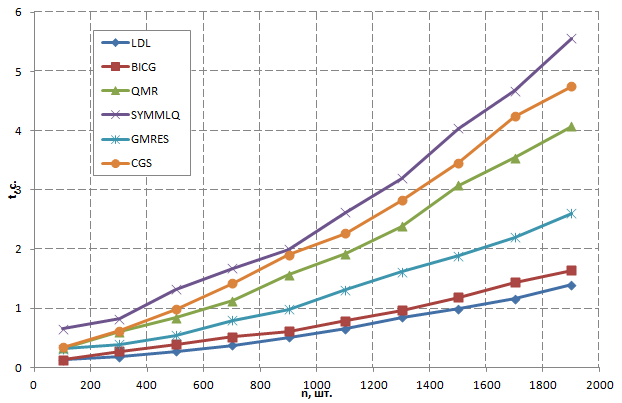 6
5
4
3
2
1
0
t, с.
LDL
BICG
QMR
SYMMLQ
GMRES
CGS
0 200 400 600 800 1000 1200 1400 1600 1800 2000
n, шт.